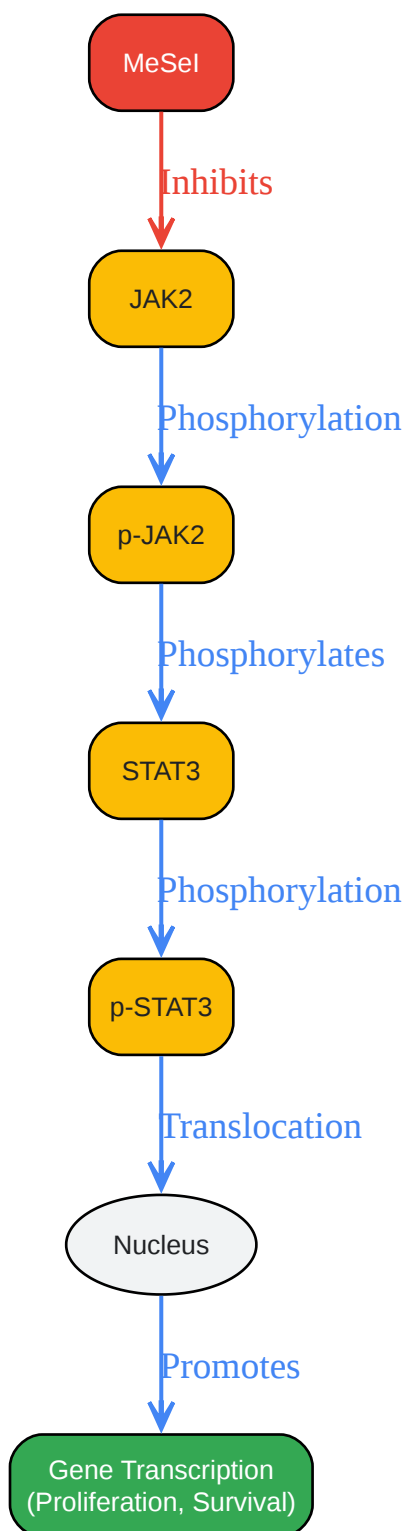 MeSeI
Inhibits
JAK2
Phosphorylation
p-JAK2
Phosphorylates
STAT3
Phosphorylation
p-STAT3
Translocation
Nucleus
Promotes
Gene Transcription
(Proliferation, Survival)